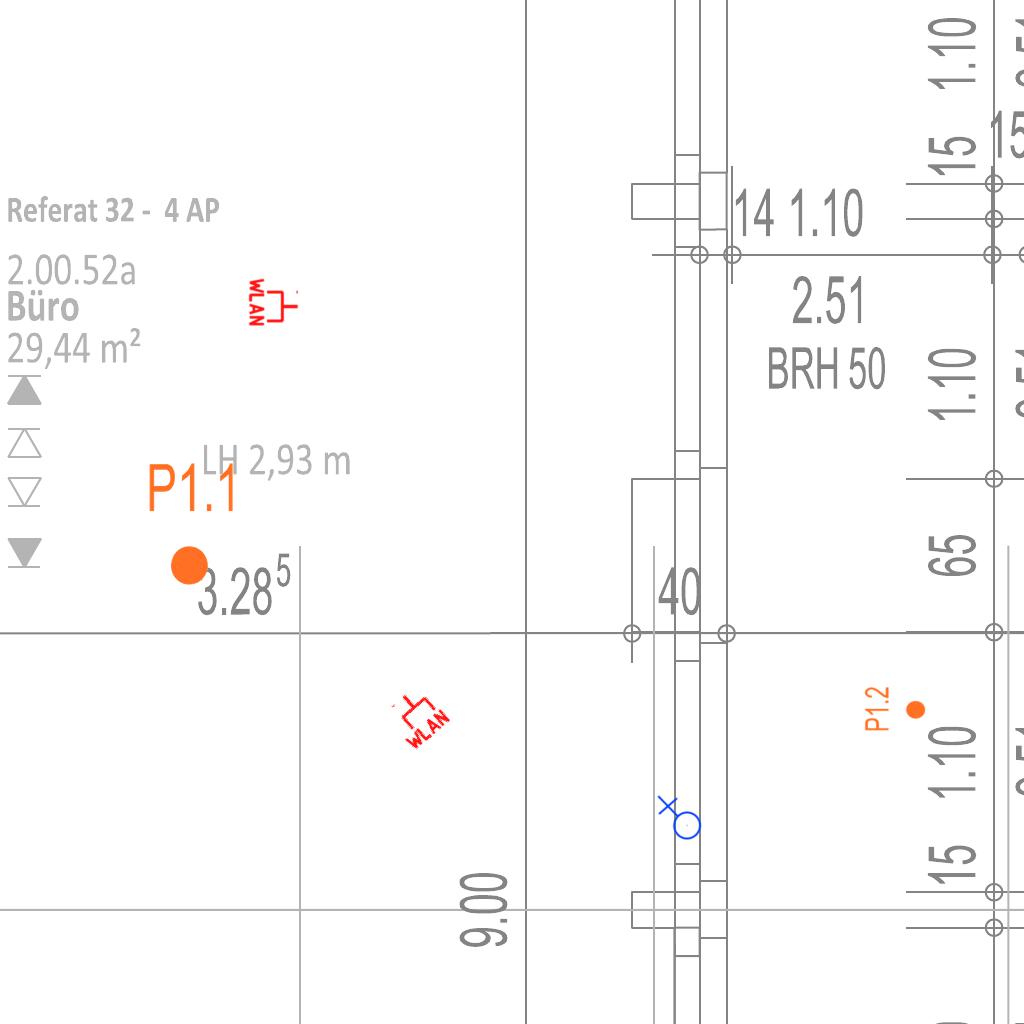 1.10
15
15
Referat 32 - 4 AP
14 1.10
2.00.52a
Büro
29,44 m²
WLAN
2.51
BRH 50
1.10
LH 2,93 m
P1.1
3.28⁵
40
65
WLAN
P1.2
1.10
15
9.00